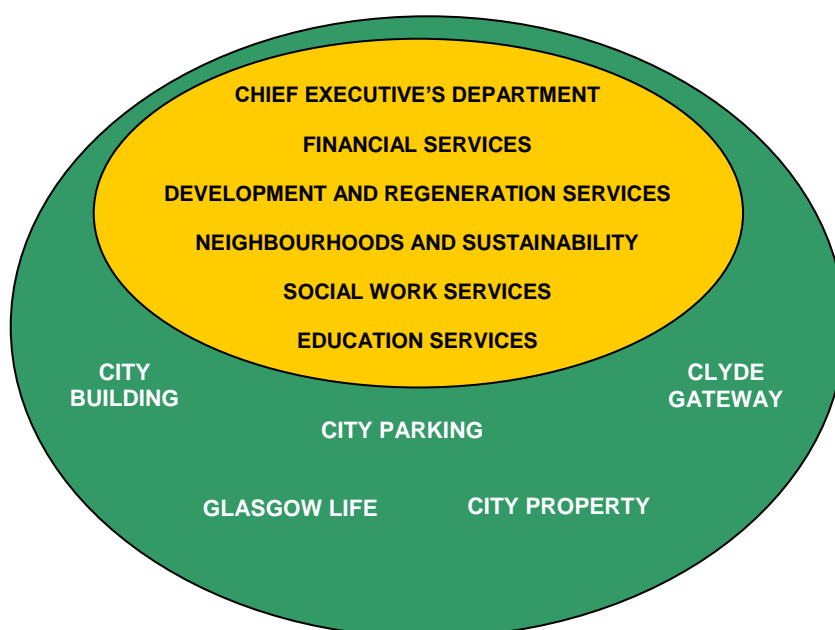 CHIEF EXECUTIVE'S DEPARTMENT
FINANCIAL SERVICES
DEVELOPMENT AND REGENERATION SERVICES
NEIGHBOURHOODS AND SUSTAINABILITY
SOCIAL WORK SERVICES
EDUCATION SERVICES
CITY
BUILDING
CLYDE
GATEWAY
CITY PARKING
GLASGOW LIFE
CITY PROPERTY